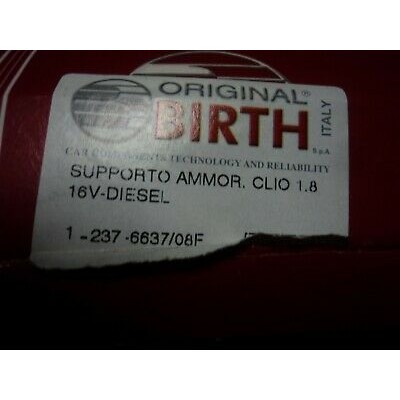 ORIGINAL®
BIRTH
S.p.A
ITALY
CAR COMPONENTS TECHNOLOGY AND RELIABILITY
SUPPORTO AMMOR. CLIO 1.8
16V-DIESEL
1-237-6637/08F